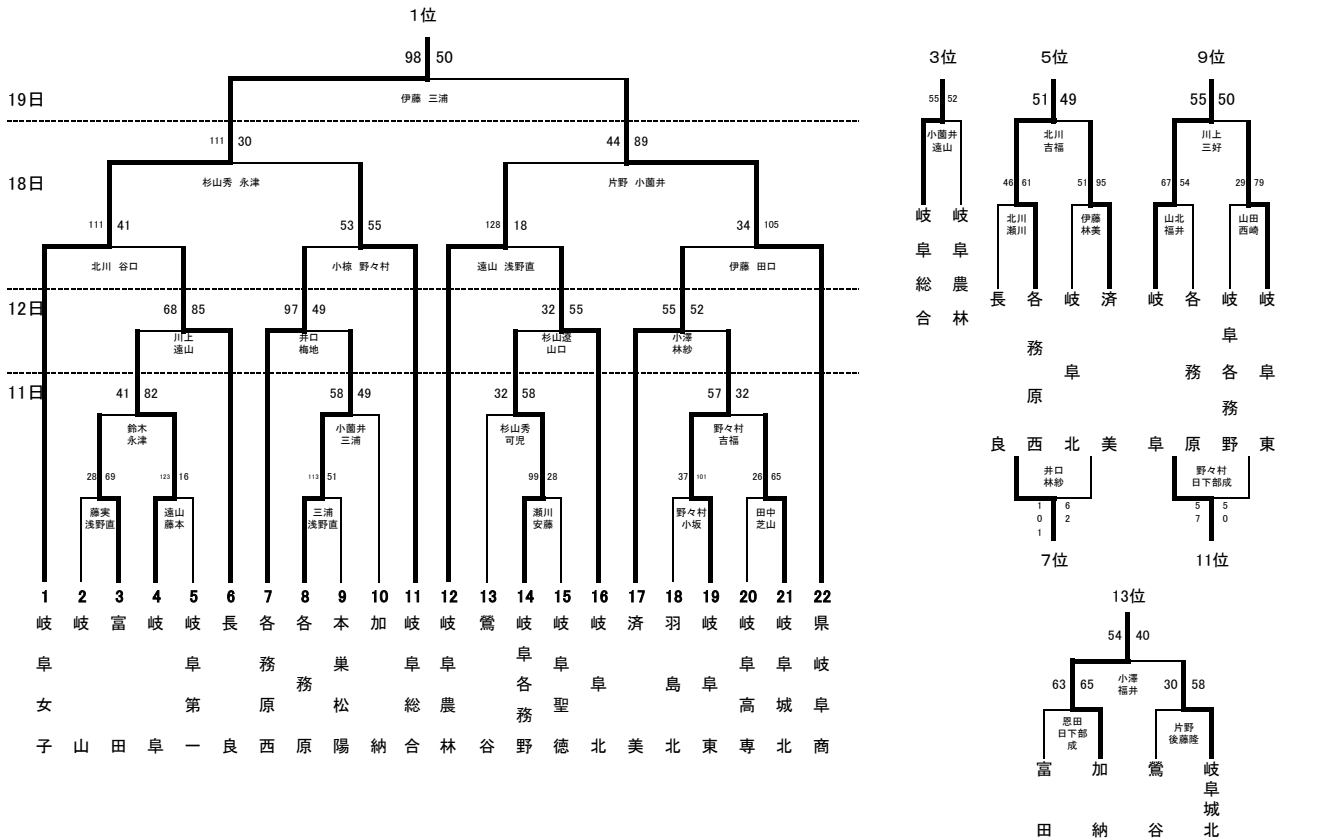 1位
98 50
19日
伊藤 三浦
111 30
44 89
18日
杉山秀 永津
片野 小薗井
111 41
53 55
128 18
34 105
北川 谷口
小椋 野々村
遠山 浅野直
伊藤 田口
12日
68 85
97 49
32 55
55 52
川上
遠山
井口
梅地
杉山遼
山口
小澤
林紗
11日
41 82
58 49
32 58
57 32
鈴木
永津
小薗井
三浦
杉山秀
可児
野々村
吉福
28 69
123 16
113 51
99 28
37 101
26 65
藤実
浅野直
遠山
藤本
三浦
浅野直
瀬川
安藤
野々村
小坂
田中
芝山
1 岐阜女子
2 岐山
3 富田
4 岐阜
5 岐阜第一
6 長良
7 各務原西
8 各務原
9 本巣松陽
10 加納
11 岐阜総合
12 岐阜農林
13 鶯谷
14 岐阜各務野
15 岐阜聖徳
16 岐阜北
17 済美
18 羽島北
19 岐阜東
20 岐阜高専
21 岐阜城北
22 県岐阜商
3位
55 52
小薗井
遠山
岐阜総合
岐阜農林
5位
51 49
北川
吉福
46 61
51 95
北川
瀬川
伊藤
林美
長良
各務原西
岐阜北
済美
井口
林紗
101
62
7位
9位
55 50
川上
三好
67 54
29 79
山北
福井
山田
西崎
岐阜
各務原
岐阜各務野
岐阜東
野々村
日下部成
57
50
11位
13位
54 40
小澤
福井
63 65
30 58
恩田
日下部
成
片野
後藤隆
富田
加納
鶯谷
岐阜城北